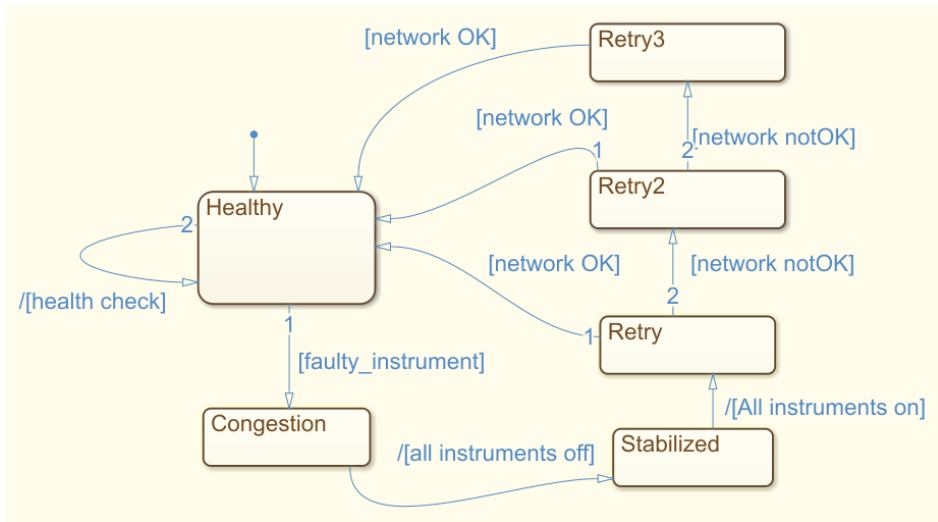 [network OK]
Retry3
[network OK]
[network notOK]
1
2
Retry2
Healthy
2
[network OK]
[network notOK]
/[health check]
2
1
1
Retry
[faulty_instrument]
/[All instruments on]
Congestion
/[all instruments off]
Stabilized